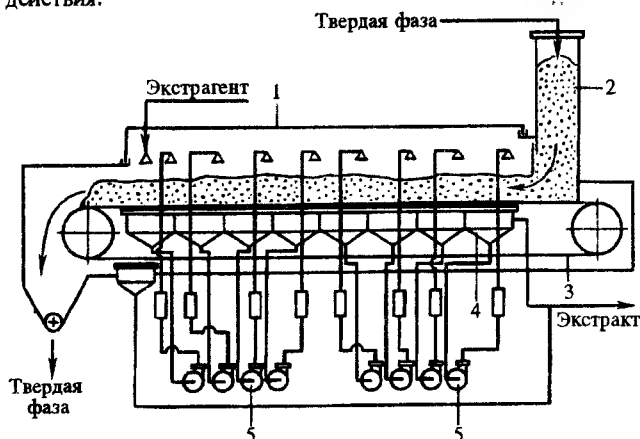 действия.
Твердая фаза
Экстрагент
1
2
3
4
Экстракт
Твердая
фаза
5
5